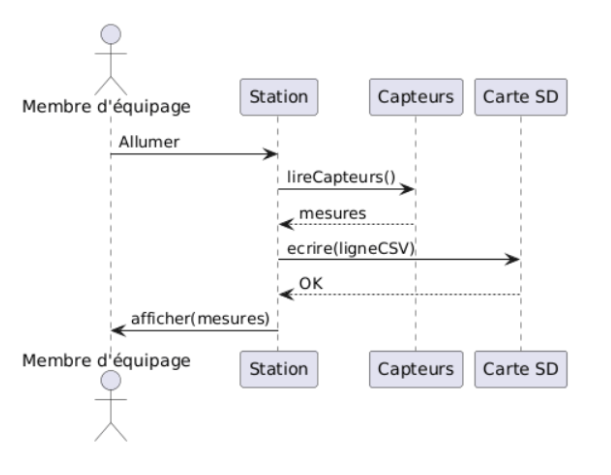 Membre d'équipage
Station
Capteurs
Carte SD
Allumer
lireCapteurs()
mesures
ecrire(ligneCSV)
OK
afficher(mesures)
Membre d'équipage
Station
Capteurs
Carte SD